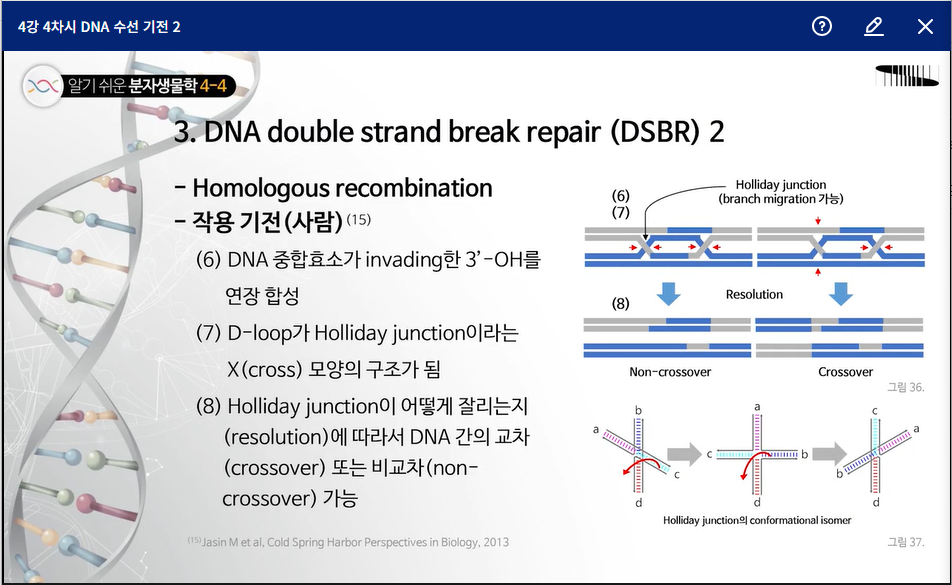 4강 4차시 DNA 수선 기전 2
알기 쉬운 분자생물학 4-4
3. DNA double strand break repair (DSBR) 2
- Homologous recombination
- 작용 기전(사람)(15)
(6) DNA 중합효소가 invading한 3’-OH를
연장 합성
(7) D-loop가 Holliday junction이라는
X(cross) 모양의 구조가 됨
(8) Holliday junction이 어떻게 잘리는지
(resolution)에 따라서 DNA 간의 교차
(crossover) 또는 비교차(non-
crossover) 가능
(15)Jasin M et al, Cold Spring Harbor Perspectives in Biology, 2013
Holliday junction
(branch migration 가능)
(6)
(7)
Resolution
(8)
Non-crossover
Crossover
그림 36.
a
b
c
d
a
c
b
d
c
a
b
d
Holliday junction의 conformational isomer
그림 37.